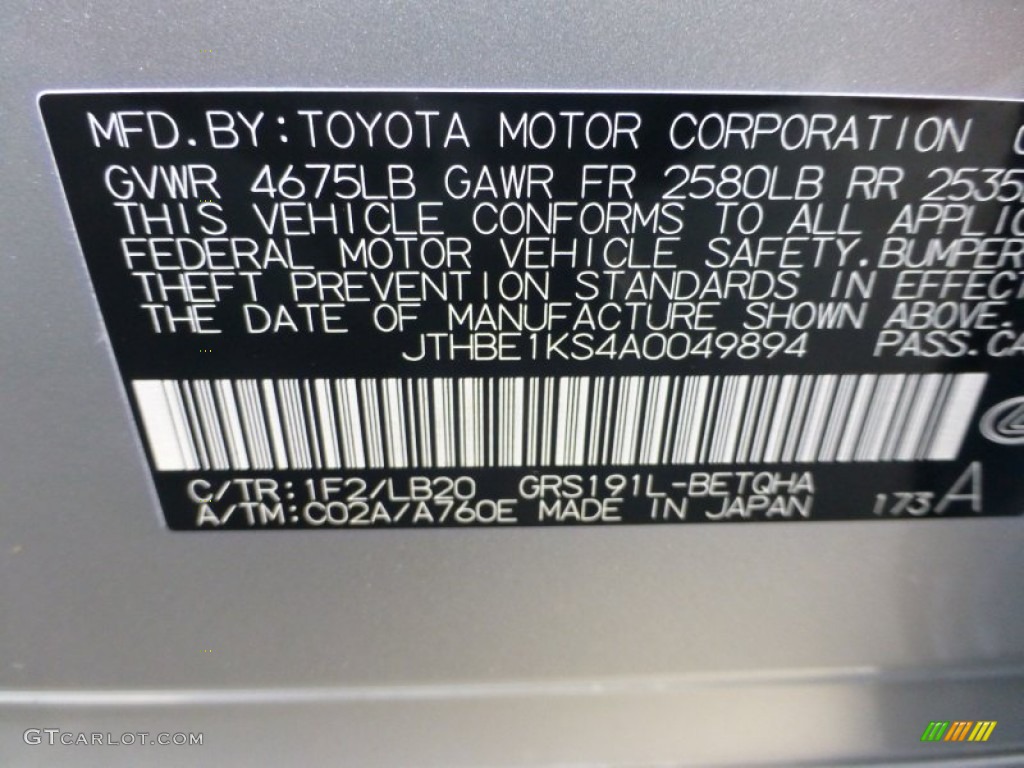 MFD.BY:TOYOTA MOTOR CORPORATION
GVWR 4675LB GAWR FR 2580LB RR 2535
THIS VEHICLE CONFORMS TO ALL APPLIC
FEDERAL MOTOR VEHICLE SAFETY.BUMPER
THEFT PREVENTION STANDARDS IN EFFECT
THE DATE OF MANUFACTURE SHOWN ABOVE.
JTHBE1KS4A0049894 PASS.CA
C/TR:1F2/LB20 GRS191L-BETQHA
A/TM:C02A/A760E MADE IN JAPAN 173A
GTCARLOT.COM